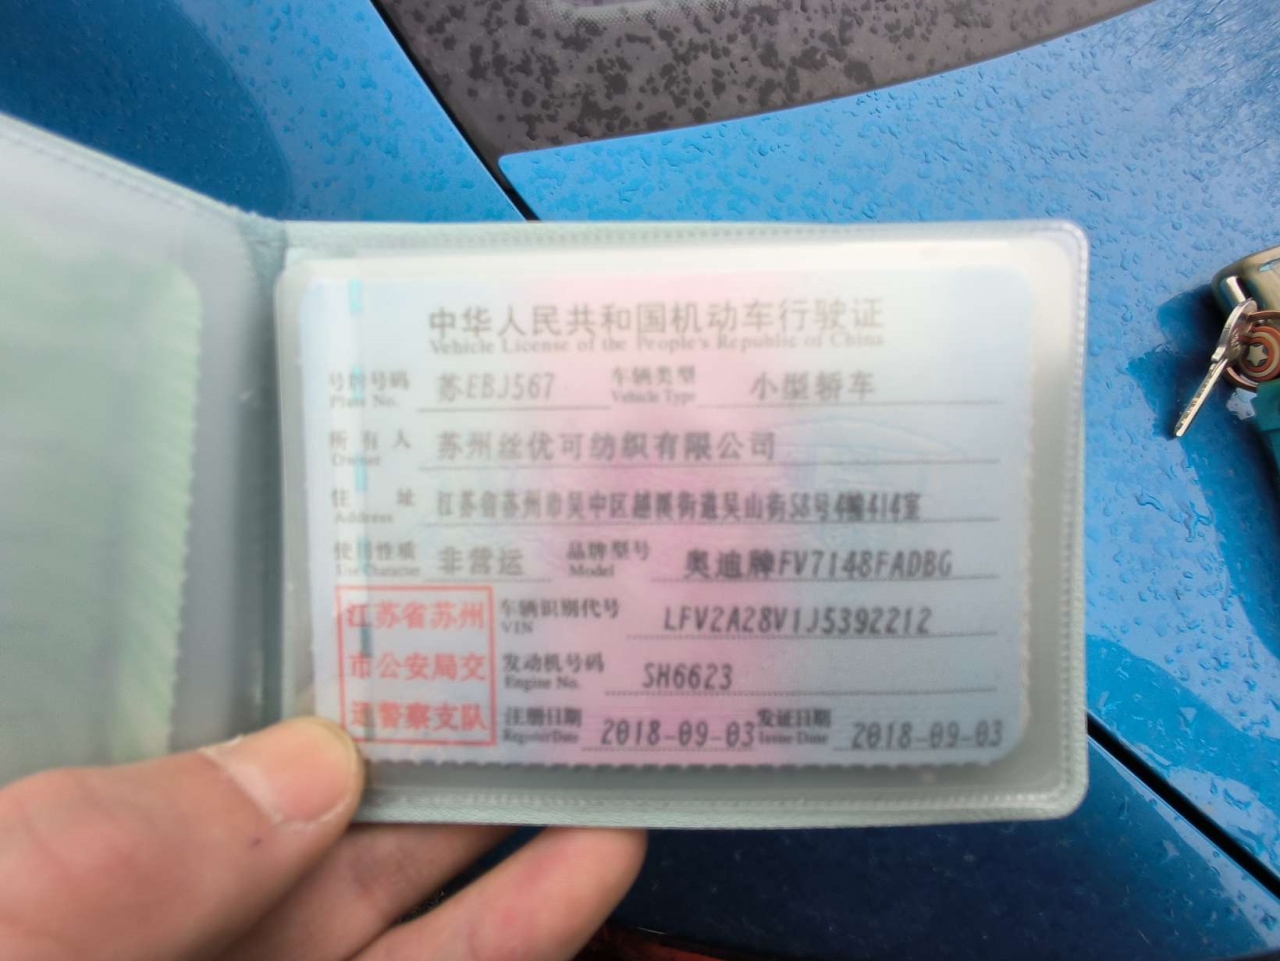 中华人民共和国机动车行驶证
Vehicle License of the People's Republic of China
号牌号码 苏EBJ567 车辆类型 小型轿车
Plate No. Vehicle Type
所有人 苏州丝优可纺织有限公司
Owner
住址 江苏省苏州市吴中区越溪街道吴山街58号4幢414室
Address
使用性质 非营运 品牌型号 奥迪牌FV7148FADBG
Use Character Model
车辆识别代号 LFV2A28V1J5392212
VIN
发动机号码 SH6623
Engine No.
注册日期 2018-09-03 发证日期 2018-09-03
Register Date Issue Date
江苏省苏州
市公安局交
通警察支队